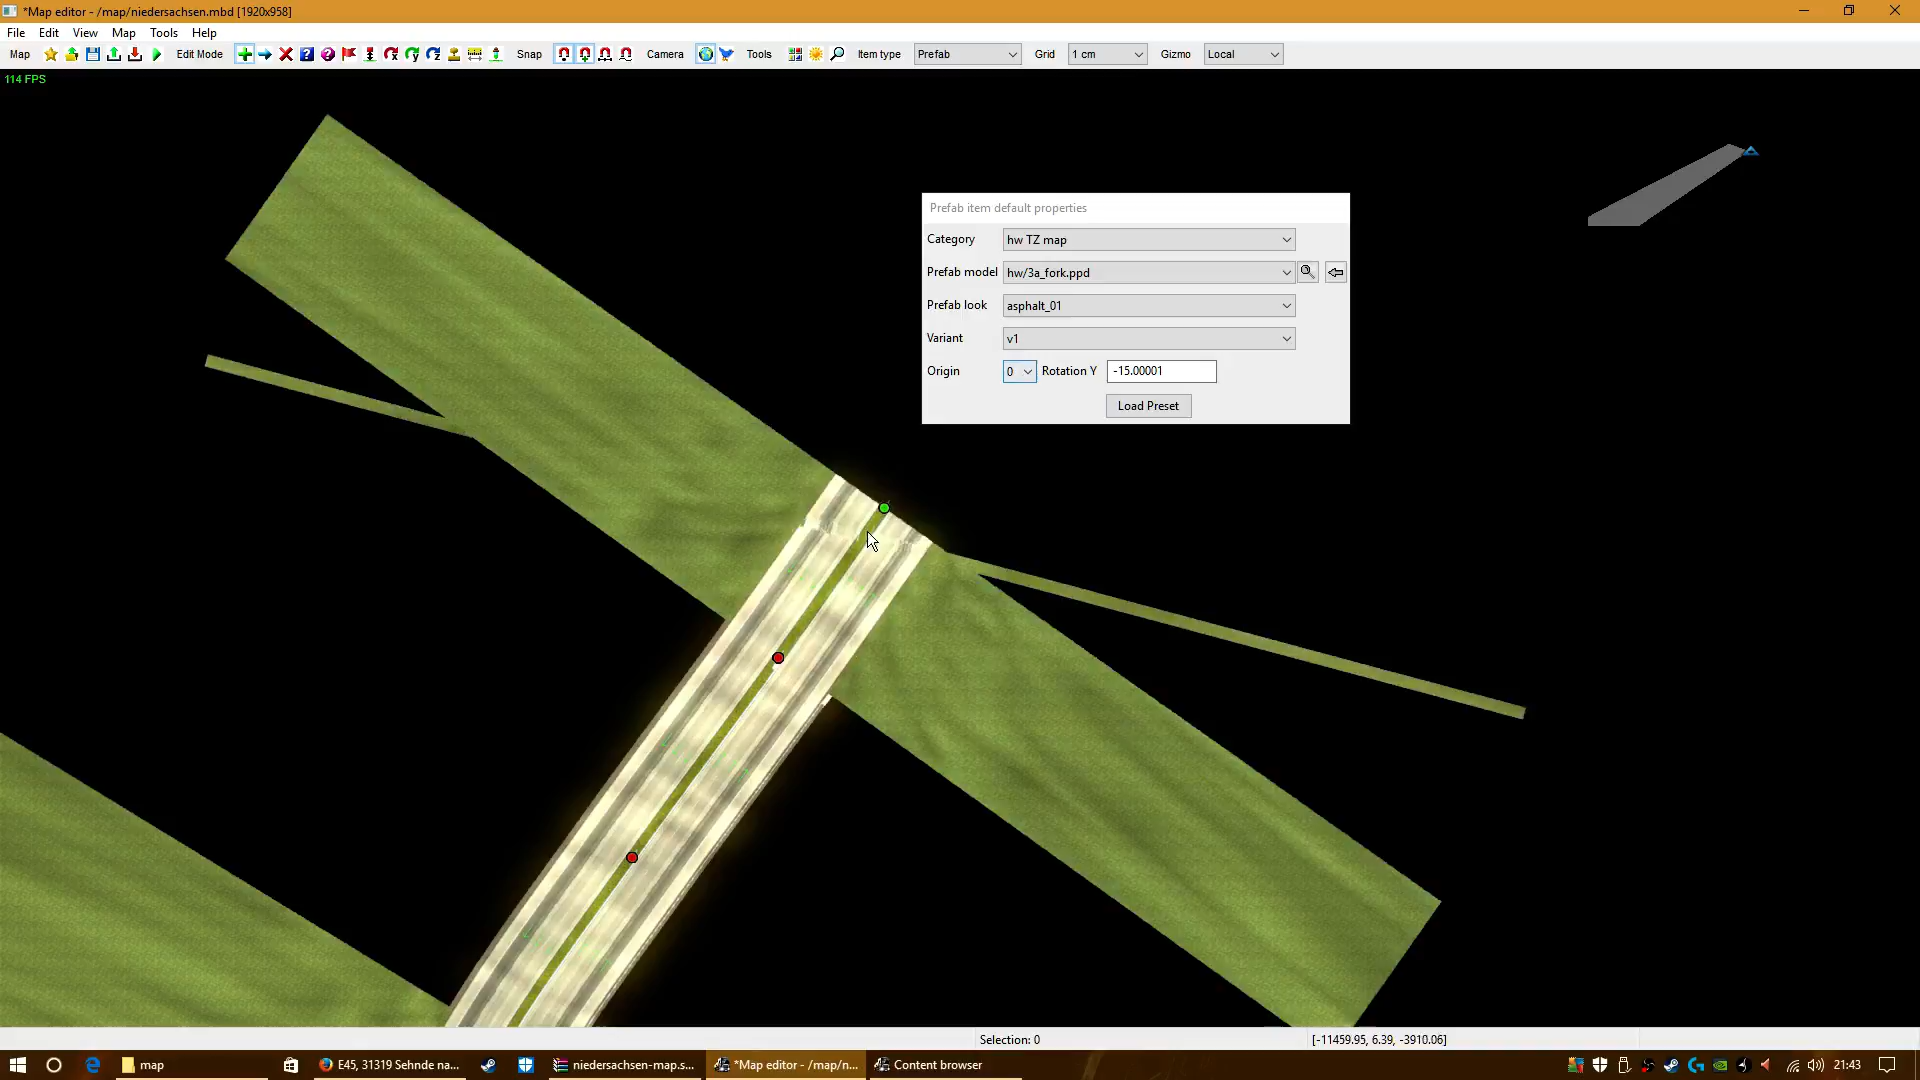 *Map editor - /map/niedersachsen.mbd [1920x958]
File Edit View Map Tools Help
Map Edit Mode Snap Camera Tools Item type Prefab Grid 1 cm Gizmo Local
114 FPS
Prefab item default properties
Category hw TZ map
Prefab model hw/3a_fork.ppd
Prefab look asphalt_01
Variant v1
Origin 0 Rotation Y -15.00001
Load Preset
Selection: 0 [-11459.95, 6.39, -3910.06]
map E45, 31319 Sehnde na... niedersachsen-map.s... *Map editor - /map/n... Content browser 21:43